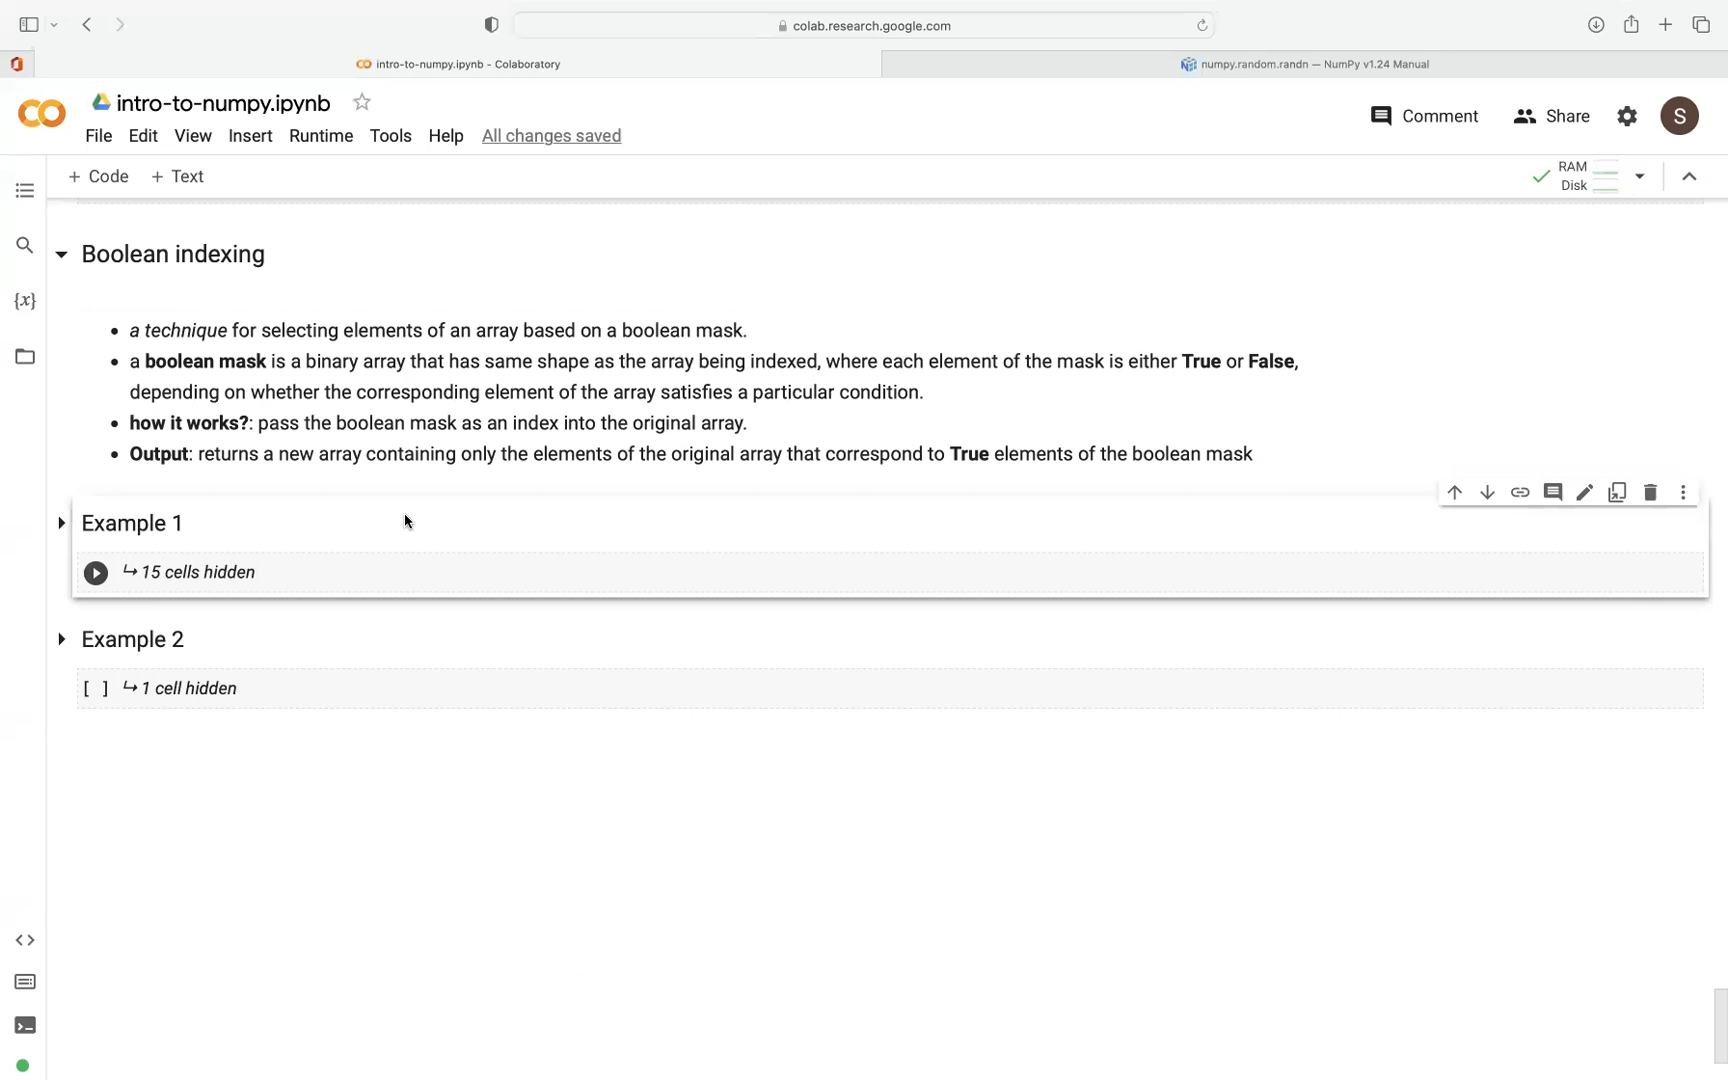 colab.research.google.com
intro-to-numpy.ipynb - Colaboratory
numpy.random.randn — NumPy v1.24 Manual
intro-to-numpy.ipynb
Comment
Share
S
File Edit View Insert Runtime Tools Help All changes saved
+ Code + Text
RAM
Disk
{x}
Boolean indexing
• a technique for selecting elements of an array based on a boolean mask.
• a boolean mask is a binary array that has same shape as the array being indexed, where each element of the mask is either True or False,
depending on whether the corresponding element of the array satisfies a particular condition.
• how it works?: pass the boolean mask as an index into the original array.
• Output: returns a new array containing only the elements of the original array that correspond to True elements of the boolean mask
Example 1
↳ 15 cells hidden
Example 2
[ ] ↳ 1 cell hidden